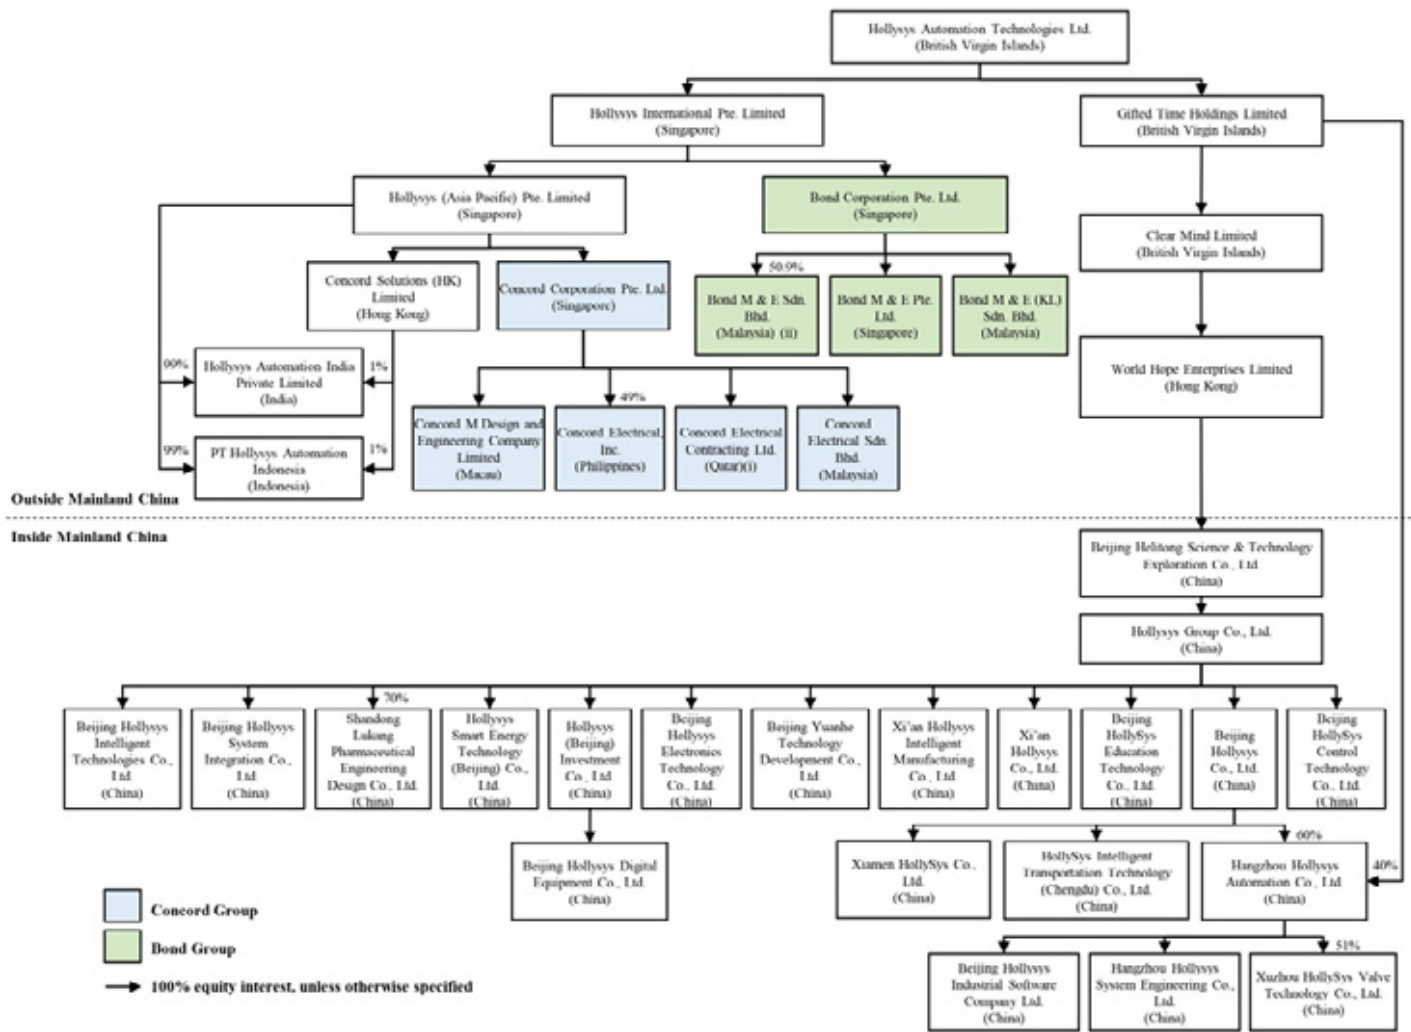 Hollysys Automation Technologies Ltd.
(British Virgin Islands)
Hollysys International Pte. Limited
(Singapore)
Gifted Time Holdings Limited
(British Virgin Islands)
Hollysys (Asia Pacific) Pte. Limited
(Singapore)
Bond Corporation Pte. Ltd.
(Singapore)
Clear Mind Limited
(British Virgin Islands)
Concord Solutions (HK)
Limited
(Hong Kong)
Concord Corporation Pte. Ltd.
(Singapore)
50.9%
Bond M & E Sdn.
Bhd.
(Malaysia) (ii)
Bond M & E Pte.
Ltd.
(Singapore)
Bond M & E (KL)
Sdn. Bhd.
(Malaysia)
World Hope Enterprises Limited
(Hong Kong)
99%
Hollysys Automation India
Private Limited
(India)
1%
99%
PT Hollysys Automation
Indonesia
(Indonesia)
1%
Concord M Design and
Engineering Company
Limited
(Macau)
49%
Concord Electrical,
Inc.
(Philippines)
Concord Electrical
Contracting Ltd.
(Qatar)(i)
Concord
Electrical Sdn.
Bhd.
(Malaysia)
Outside Mainland China
Inside Mainland China
Beijing Helitong Science & Technology
Exploration Co., Ltd.
(China)
Hollysys Group Co., Ltd.
(China)
Beijing Hollysys
Intelligent
Technologies Co.,
Ltd
(China)
Beijing Hollysys
System
Integration Co.,
Ltd
(China)
70%
Shandong
Lukang
Pharmaceutical
Engineering
Design Co., Ltd.
(China)
Hollysys
Smart Energy
Technology
(Beijing) Co.,
Ltd.
(China)
Hollysys
(Beijing)
Investment
Co., Ltd
(China)
Beijing
Hollysys
Electronics
Technology
Co., Ltd.
(China)
Beijing Yuanhe
Technology
Development Co.,
Ltd
(China)
Xi'an Hollysys
Intelligent
Manufacturing
Co., Ltd
(China)
Xi'an
Hollysys
Co., Ltd.
(China)
Beijing
HollySys
Education
Technology
Co., Ltd.
(China)
Beijing
Hollysys
Co., Ltd.
(China)
Beijing
HollySys
Control
Technology
Co., Ltd.
(China)
Beijing Hollysys Digital
Equipment Co., Ltd.
(China)
Xiamen HollySys Co.,
Ltd.
(China)
HollySys Intelligent
Transportation Technology
(Chengdu) Co., Ltd.
(China)
60%
Hangzhou Hollysys
Automation Co., Ltd
(China)
40%
Beijing Hollysys
Industrial Software
Company Ltd.
(China)
Hangzhou Hollysys
System Engineering Co.,
Ltd.
(China)
51%
Xuzhou HollySys Valve
Technology Co., Ltd.
(China)
Concord Group
Bond Group
100% equity interest, unless otherwise specified